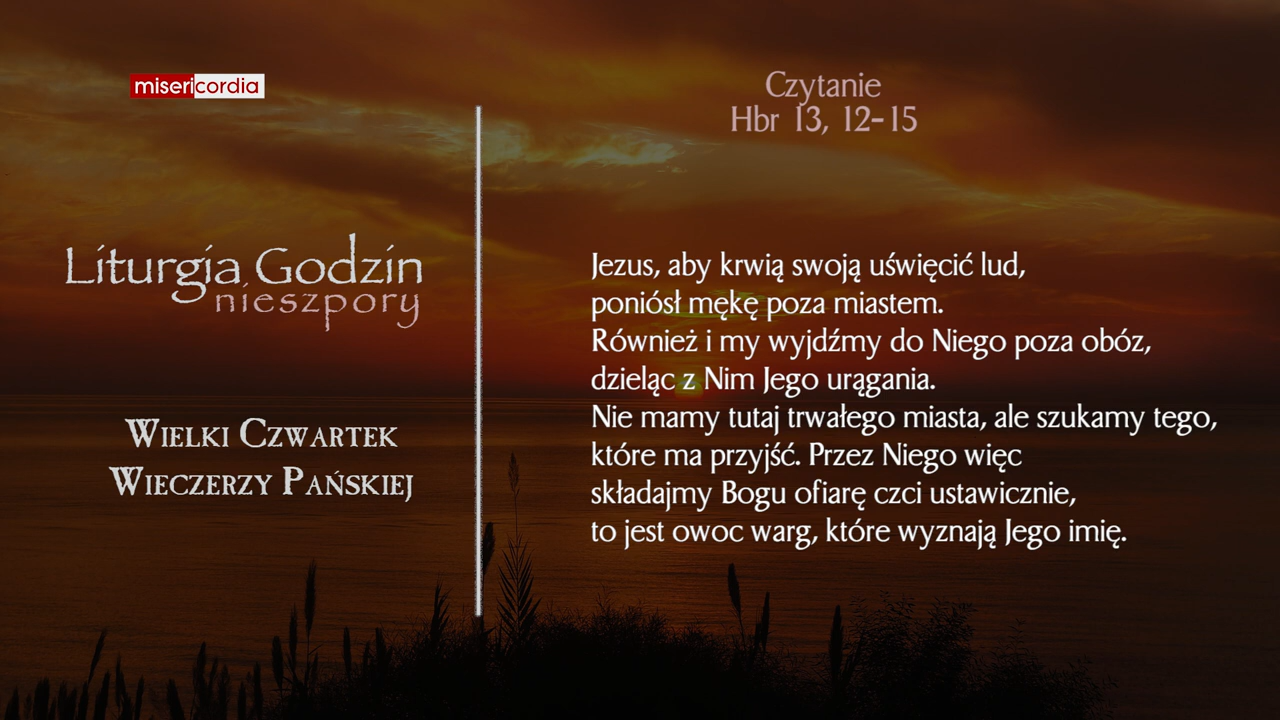 misericordia
Liturgia Godzin
nieszpory
Wielki Czwartek
Wieczerzy Pańskiej
Czytanie
Hbr 13, 12-15
Jezus, aby krwią swoją uświęcić lud,
poniósł mękę poza miastem.
Również i my wyjdźmy do Niego poza obóz,
dzieląc z Nim Jego urągania.
Nie mamy tutaj trwałego miasta, ale szukamy tego,
które ma przyjść. Przez Niego więc
składajmy Bogu ofiarę czci ustawicznie,
to jest owoc warg, które wyznają Jego imię.